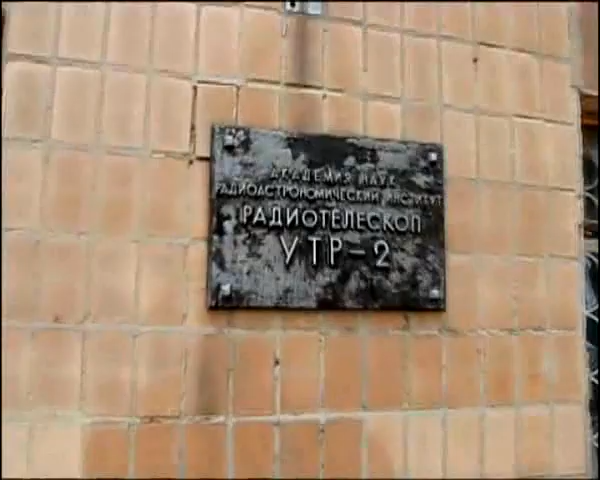 АКАДЕМИЯ НАУК
РАДИОАСТРОНОМИЧЕСКИЙ ИНСТИТУТ
РАДИОТЕЛЕСКОП
УТР-2